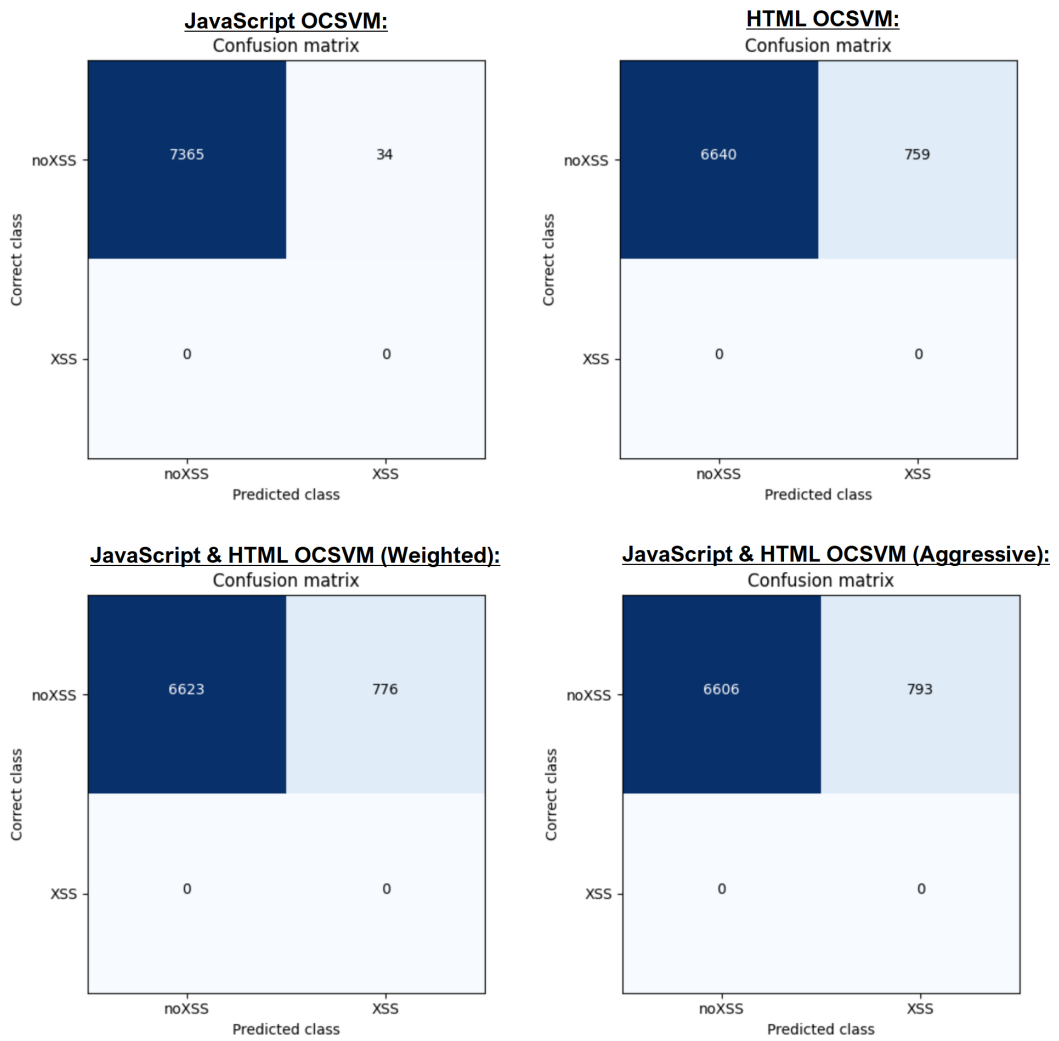 JavaScript OCSVM:
Confusion matrix
noXSS
7365
34
XSS
0
0
noXSS
XSS
Correct class
Predicted class
HTML OCSVM:
Confusion matrix
noXSS
6640
759
XSS
0
0
noXSS
XSS
Correct class
Predicted class
JavaScript & HTML OCSVM (Weighted):
Confusion matrix
noXSS
6623
776
XSS
0
0
noXSS
XSS
Correct class
Predicted class
JavaScript & HTML OCSVM (Aggressive):
Confusion matrix
noXSS
6606
793
XSS
0
0
noXSS
XSS
Correct class
Predicted class